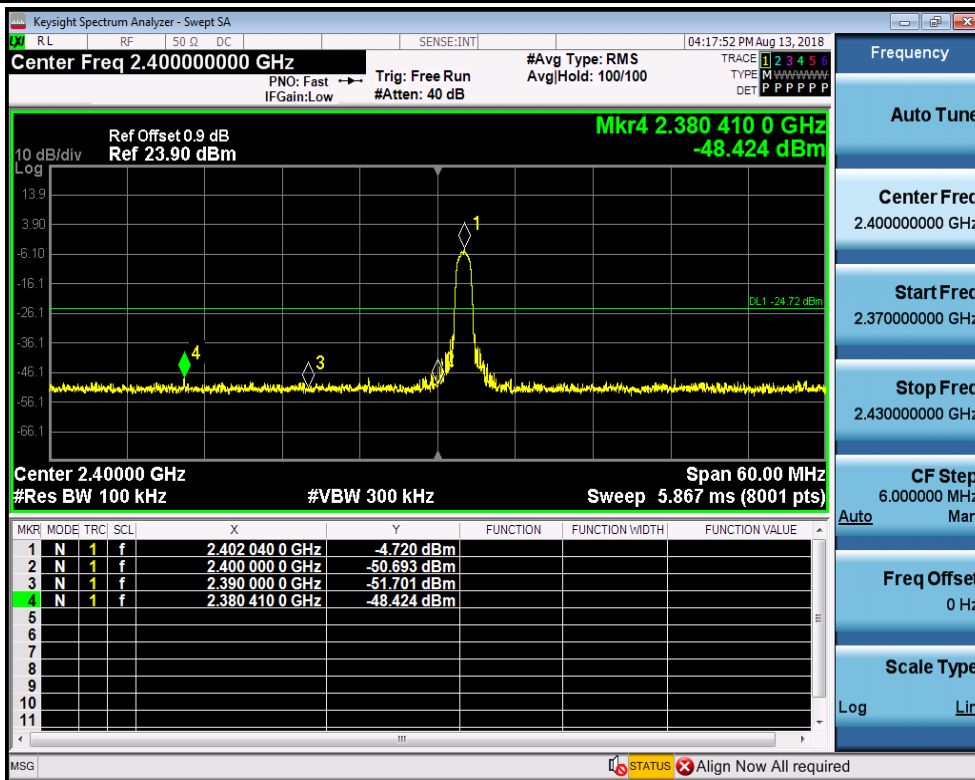 Keysight Spectrum Analyzer - Swept SA
LXI RL RF 50 Ω DC SENSE:INT 04:17:52 PM Aug 13, 2018
Center Freq 2.400000000 GHz
PNO: Fast
IFGain:Low
Trig: Free Run
#Atten: 40 dB
#Avg Type: RMS
Avg|Hold: 100/100
TRACE 1 2 3 4 5 6
TYPE M W W W W W
DET P P P P P P
Frequency
Mkr4 2.380 410 0 GHz
-48.424 dBm
Ref Offset 0.9 dB
10 dB/div Ref 23.90 dBm
Log
13.9
3.90
-6.10
-16.1
-26.1
-36.1
-46.1
-56.1
-66.1
1
DL1 -24.72 dBm
4
3
Center 2.40000 GHz Span 60.00 MHz
#Res BW 100 kHz #VBW 300 kHz Sweep 5.867 ms (8001 pts)
MKR MODE TRC SCL X Y FUNCTION FUNCTION WIDTH FUNCTION VALUE
1 N 1 f 2.402 040 0 GHz -4.720 dBm
2 N 1 f 2.400 000 0 GHz -50.693 dBm
3 N 1 f 2.390 000 0 GHz -51.701 dBm
4 N 1 f 2.380 410 0 GHz -48.424 dBm
5
6
7
8
9
10
11
Auto Tune
Center Freq
2.400000000 GHz
Start Freq
2.370000000 GHz
Stop Freq
2.430000000 GHz
CF Step
6.000000 MHz
Auto Man
Freq Offset
0 Hz
Scale Type
Log Lin
MSG STATUS Align Now All required